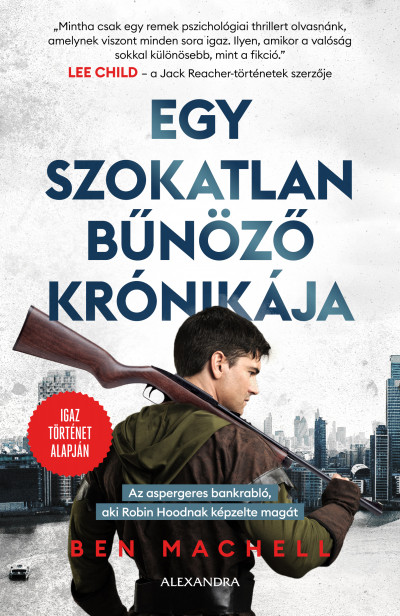 „Mintha csak egy remek pszichológiai thrillert olvasnánk,
amelynek viszont minden sora igaz. Ilyen, amikor a valóság
sokkal különösebb, mint a fikció.”
LEE CHILD – a Jack Reacher-történetek szerzője
EGY
SZOKATLAN
BŰNÖZŐ
KRÓNIKÁJA
IGAZ
TÖRTÉNET
ALAPJÁN
Az aspergeres bankrabló,
aki Robin Hoodnak képzelte magát
BEN MACHELL
ALEXANDRA